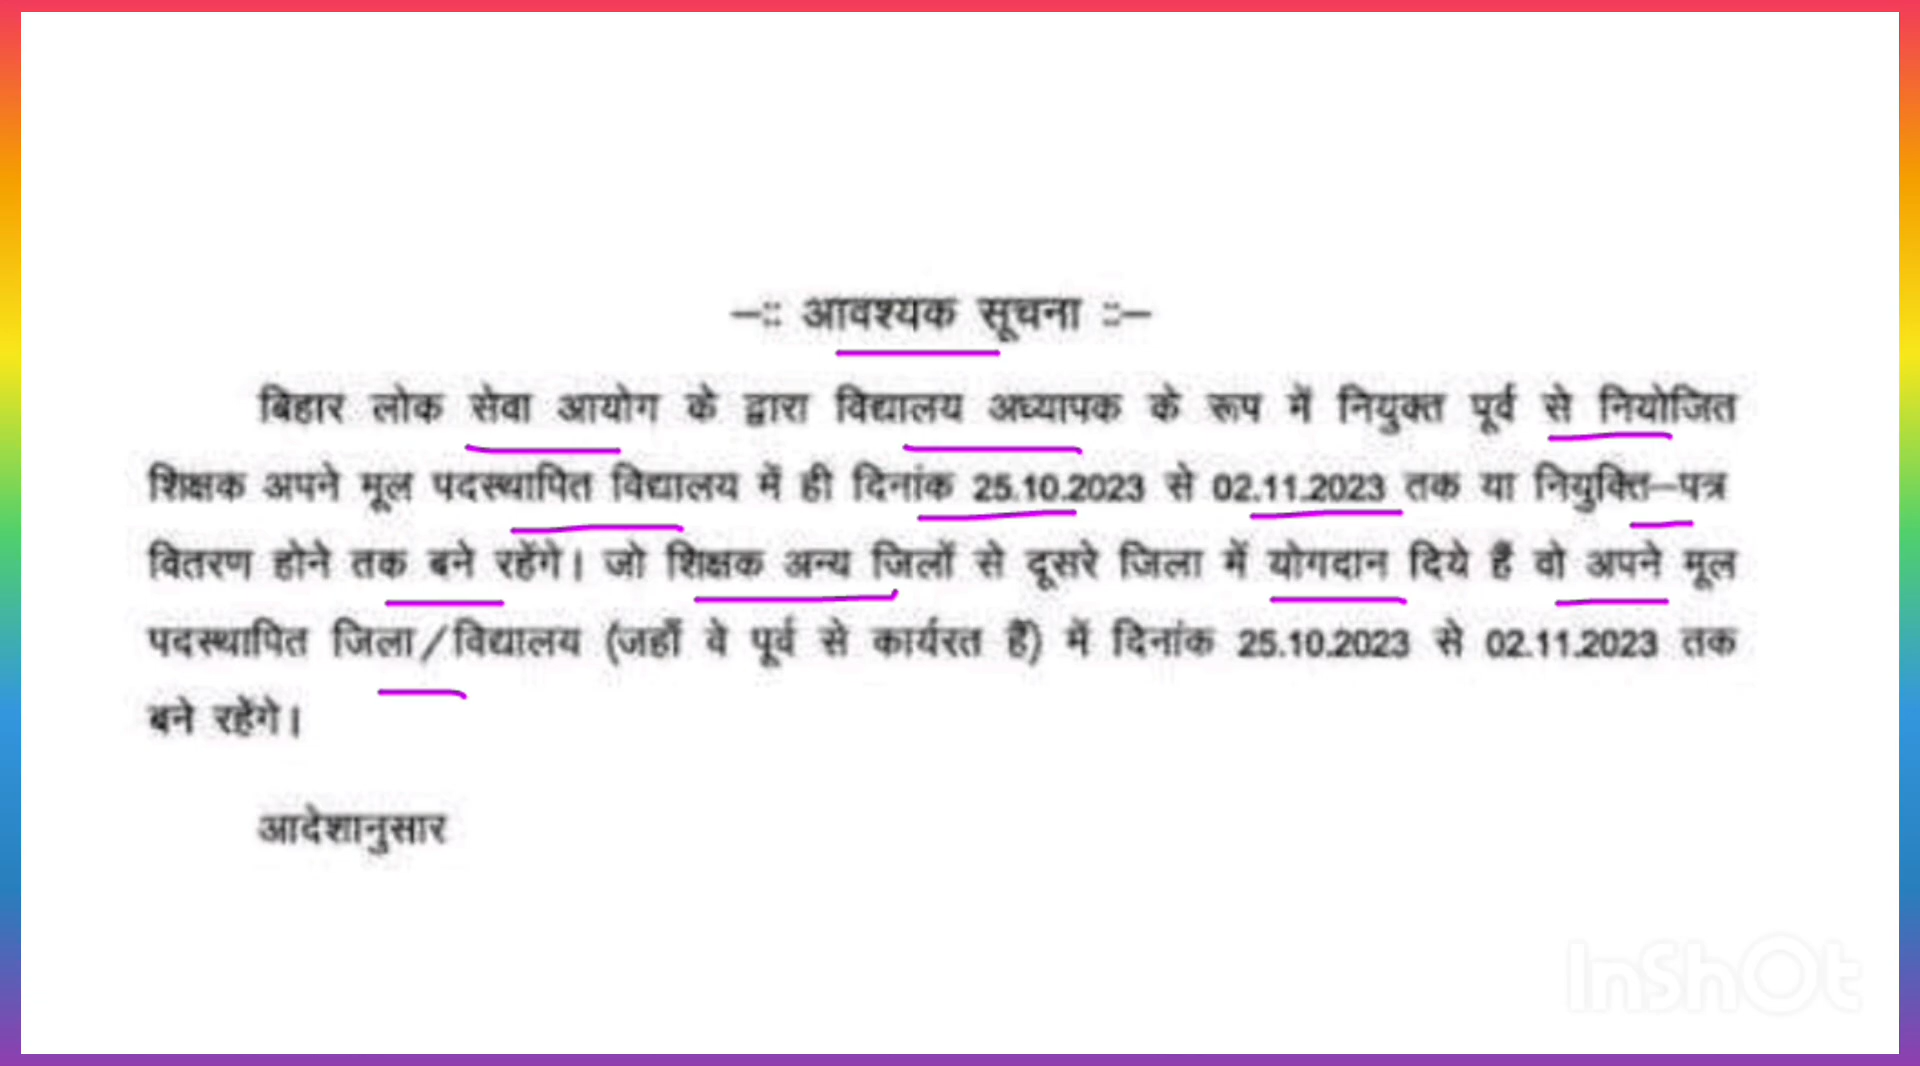 –:: आवश्यक सूचना ::–
बिहार लोक सेवा आयोग के द्वारा विद्यालय अध्यापक के रूप में नियुक्त पूर्व से नियोजित
शिक्षक अपने मूल पदस्थापित विद्यालय में ही दिनांक 25.10.2023 से 02.11.2023 तक या नियुक्ति–पत्र
वितरण होने तक बने रहेंगे। जो शिक्षक अन्य जिलों से दूसरे जिला में योगदान दिये हैं वो अपने मूल
पदस्थापित जिला/विद्यालय (जहाँ वे पूर्व से कार्यरत हैं) में दिनांक 25.10.2023 से 02.11.2023 तक
बने रहेंगे।
आदेशानुसार
InShOt